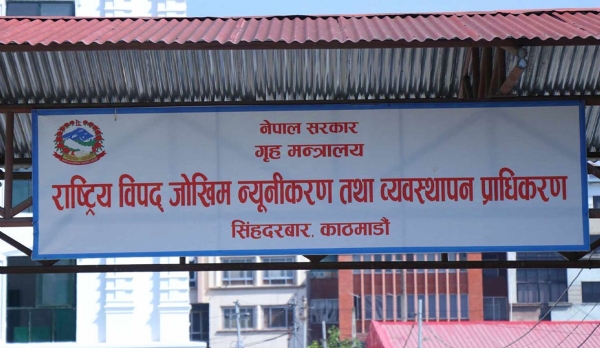 नेपाल सरकार
गृह मन्त्रालय
राष्ट्रिय विपद् जोखिम न्यूनीकरण तथा व्यवस्थापन प्राधिकरण
सिंहदरबार, काठमाडौं